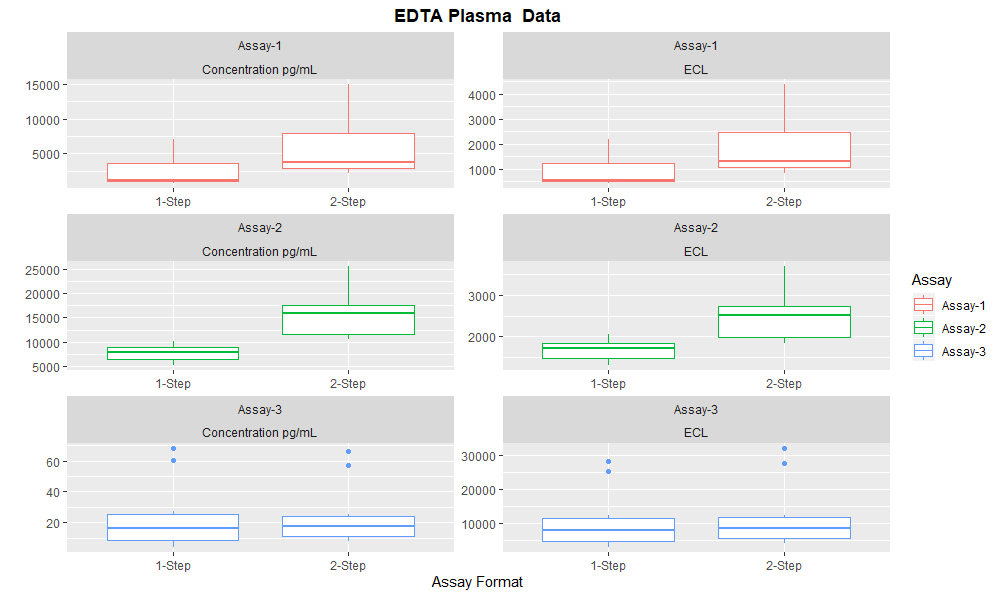 EDTA Plasma  Data
Assay-1
Concentration pg/mL
15000
10000
5000
1-Step 2-Step
Assay-1
ECL
4000
3000
2000
1000
1-Step 2-Step
Assay-2
Concentration pg/mL
25000
20000
15000
10000
5000
1-Step 2-Step
Assay-2
ECL
3000
2000
1-Step 2-Step
Assay-3
Concentration pg/mL
60
40
20
1-Step 2-Step
Assay-3
ECL
30000
20000
10000
1-Step 2-Step
Assay Format
Assay
Assay-1
Assay-2
Assay-3